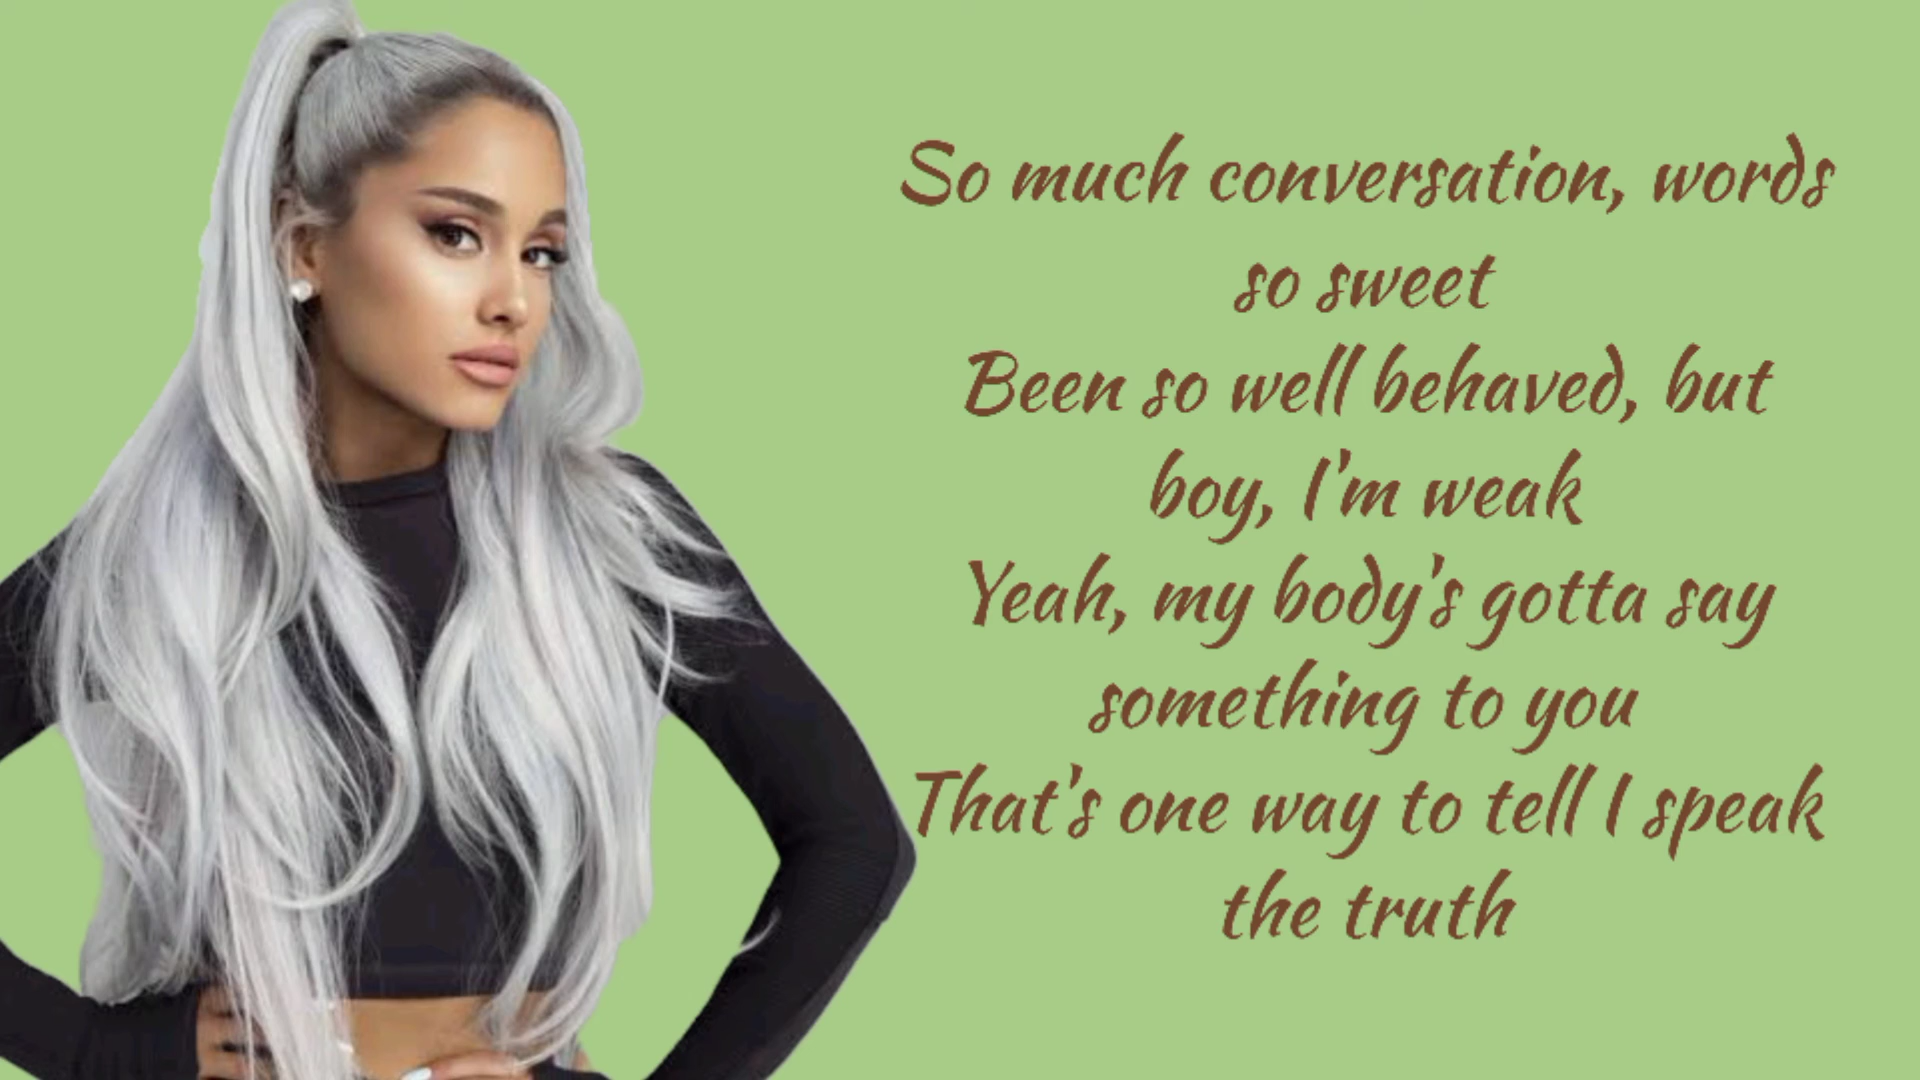 So much conversation, words
so sweet
Been so well behaved, but
boy, I'm weak
Yeah, my body's gotta say
something to you
That's one way to tell I speak
the truth